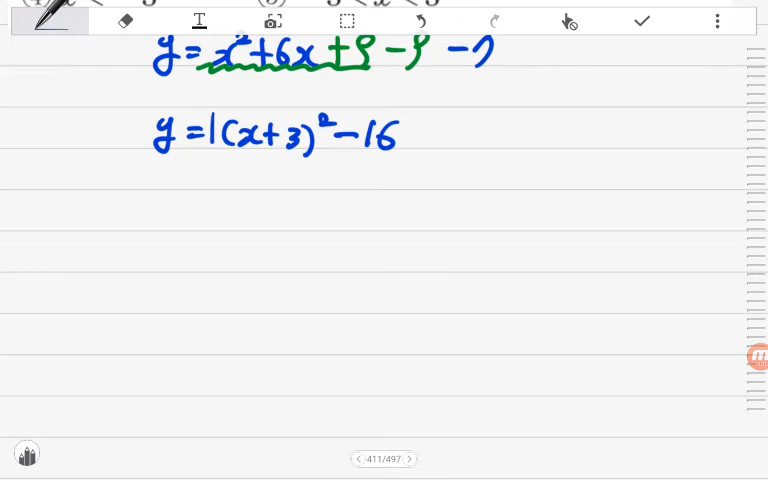 y = x² + 6x + 9 - 9 - 7
y = 1(x + 3)² - 16
411/497